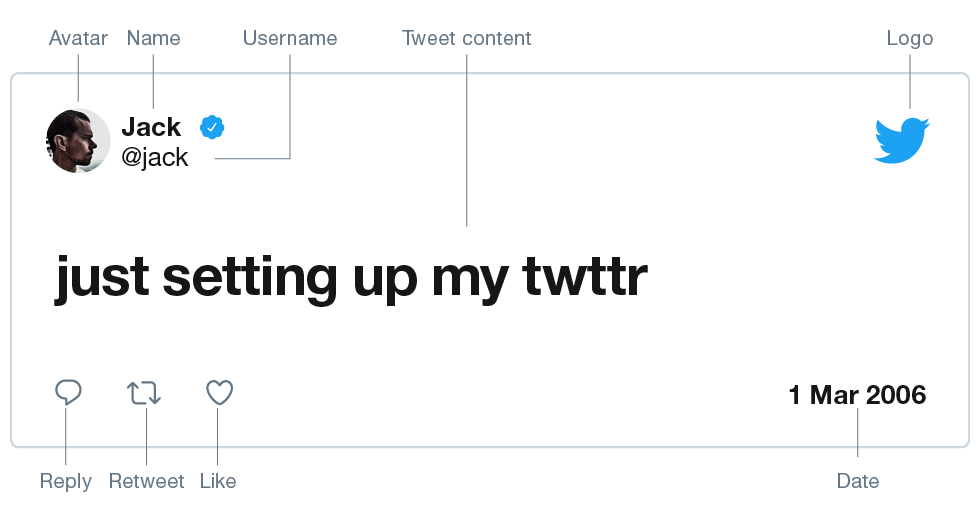 Avatar Name Username Tweet content Logo
Jack
@jack
just setting up my twttr
1 Mar 2006
Reply Retweet Like Date